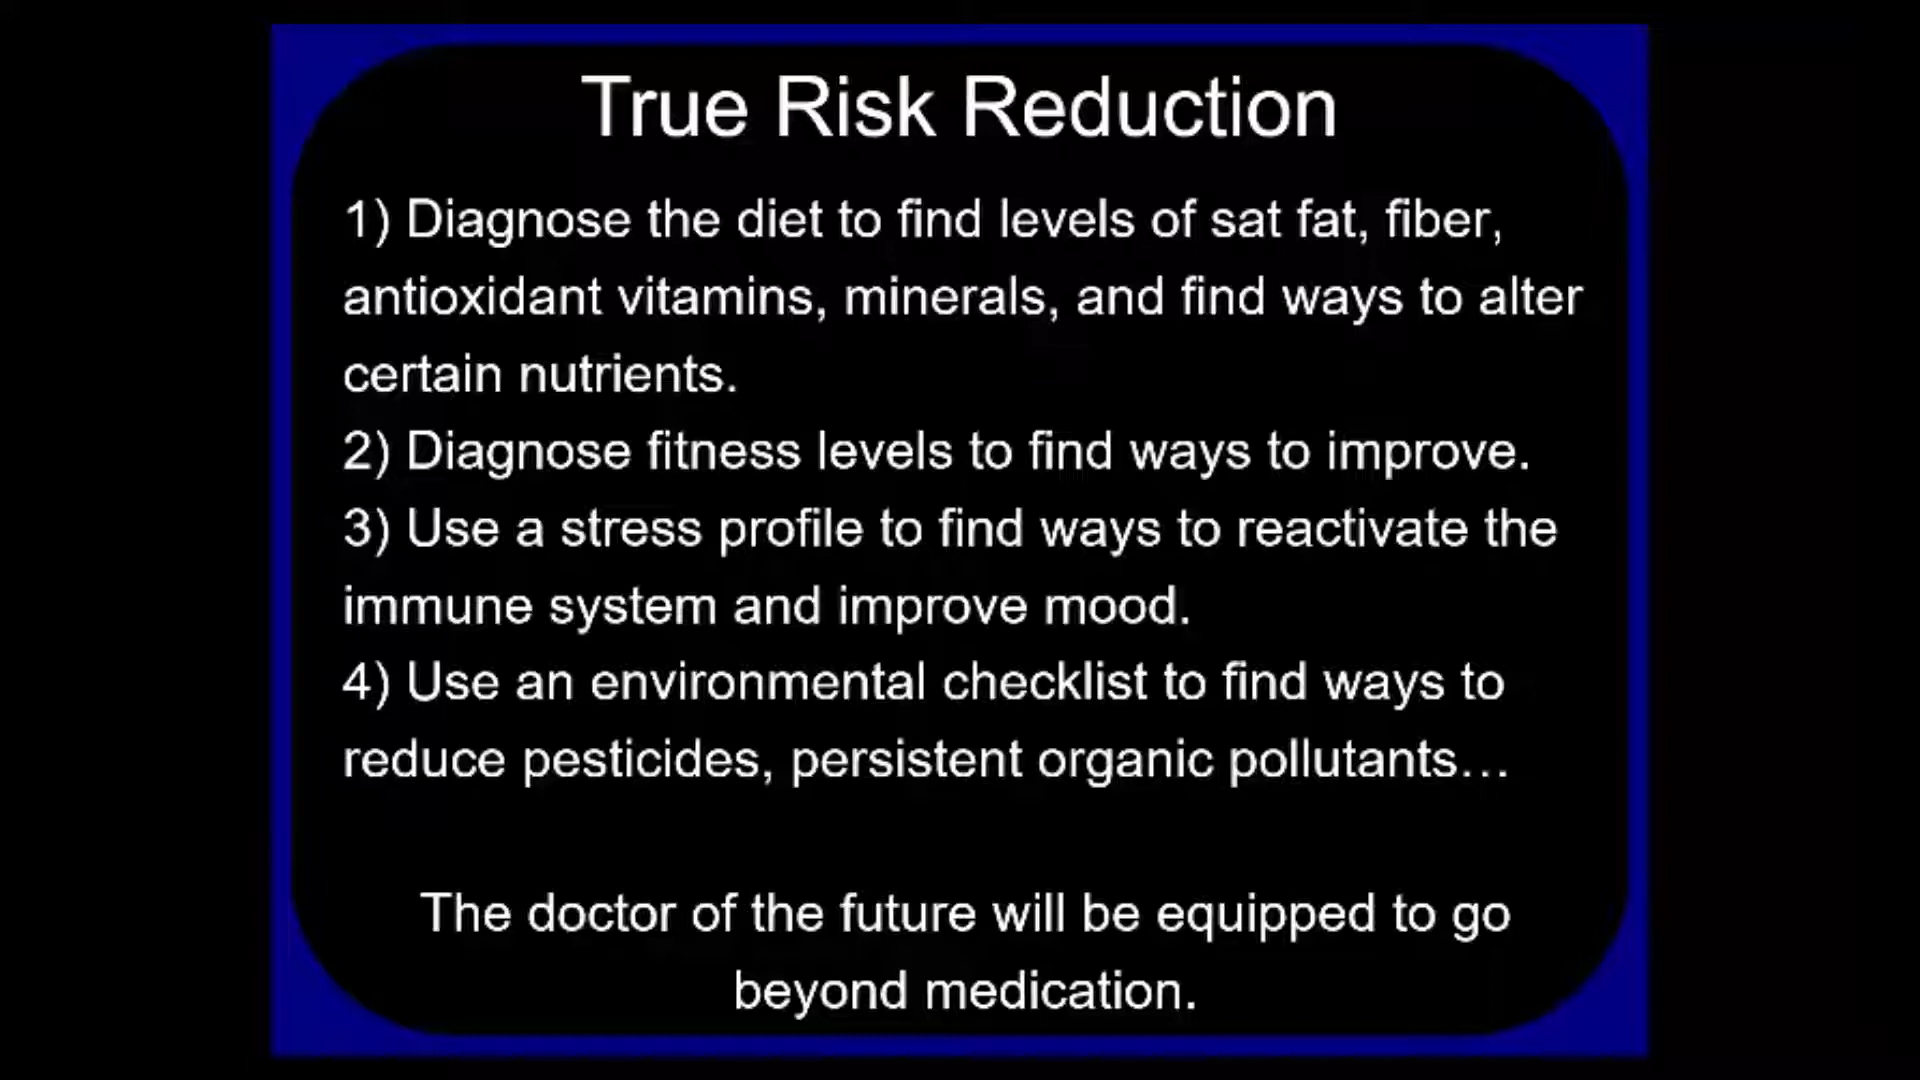 True Risk Reduction
1) Diagnose the diet to find levels of sat fat, fiber,
antioxidant vitamins, minerals, and find ways to alter
certain nutrients.
2) Diagnose fitness levels to find ways to improve.
3) Use a stress profile to find ways to reactivate the
immune system and improve mood.
4) Use an environmental checklist to find ways to
reduce pesticides, persistent organic pollutants…
The doctor of the future will be equipped to go
beyond medication.